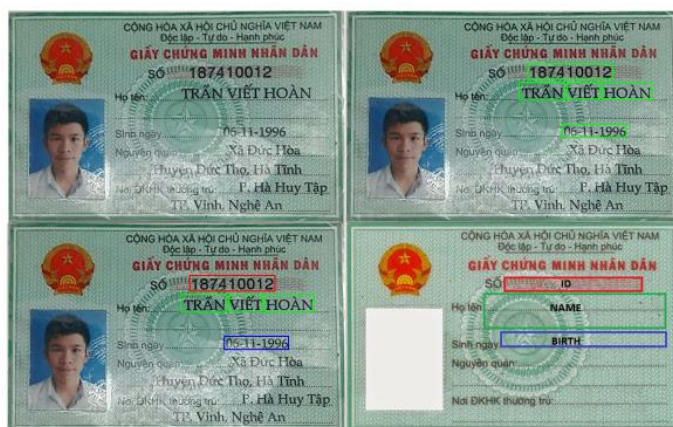 CỘNG HÒA XÃ HỘI CHỦ NGHĨA VIỆT NAM
Độc lập - Tự do - Hạnh phúc
GIẤY CHỨNG MINH NHÂN DÂN
SỐ 187410012
Họ tên: TRẦN VIẾT HOÀN
Sinh ngày 06-11-1996
Nguyên quán Xã Đức Hòa
Huyện Đức Thọ, Hà Tĩnh
Nơi ĐKHK thường trú: P. Hà Huy Tập
TP. Vinh, Nghệ An
CỘNG HÒA XÃ HỘI CHỦ NGHĨA VIỆT NAM
Độc lập - Tự do - Hạnh phúc
GIẤY CHỨNG MINH NHÂN DÂN
SỐ 187410012
Họ tên: TRẦN VIẾT HOÀN
Sinh ngày 06-11-1996
Nguyên quán Xã Đức Hòa
Huyện Đức Thọ, Hà Tĩnh
Nơi ĐKHK thường trú: P. Hà Huy Tập
TP. Vinh, Nghệ An
CỘNG HÒA XÃ HỘI CHỦ NGHĨA VIỆT NAM
Độc lập - Tự do - Hạnh phúc
GIẤY CHỨNG MINH NHÂN DÂN
SỐ 187410012
Họ tên: TRẦN VIẾT HOÀN
Sinh ngày 06-11-1996
Nguyên quán Xã Đức Hòa
Huyện Đức Thọ, Hà Tĩnh
Nơi ĐKHK thường trú: P. Hà Huy Tập
TP. Vinh, Nghệ An
CỘNG HÒA XÃ HỘI CHỦ NGHĨA VIỆT NAM
Độc lập - Tự do - Hạnh phúc
GIẤY CHỨNG MINH NHÂN DÂN
SỐ ID
Họ tên NAME
Sinh ngày BIRTH
Nguyên quán:
Nơi ĐKHK thường trú: